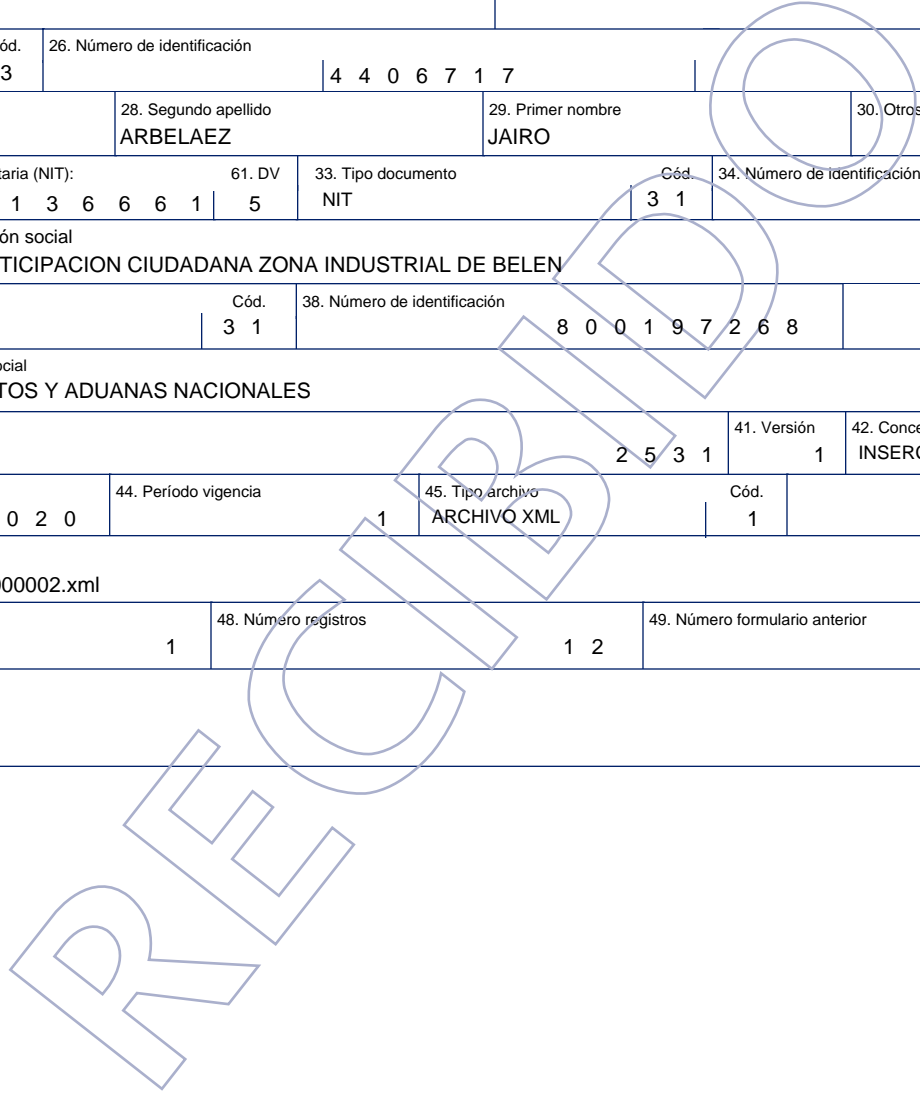 ód. 26. Número de identificación
3 4 4 0 6 7 1 7
28. Segundo apellido 29. Primer nombre 30. Otros
ARBELAEZ JAIRO
taria (NIT): 61. DV 33. Tipo documento Cód. 34. Número de identificación
1 3 6 6 6 1 5 NIT 3 1
ón social
TICIPACION CIUDADANA ZONA INDUSTRIAL DE BELEN
Cód. 38. Número de identificación
3 1 8 0 0 1 9 7 2 6 8
ocial
TOS Y ADUANAS NACIONALES
41. Versión 42. Conce
2 5 3 1 1 INSERC
44. Período vigencia 45. Tipo archivo Cód.
0 2 0 1 ARCHIVO XML 1
000002.xml
48. Número registros 49. Número formulario anterior
1 1 2
RECIBIDO